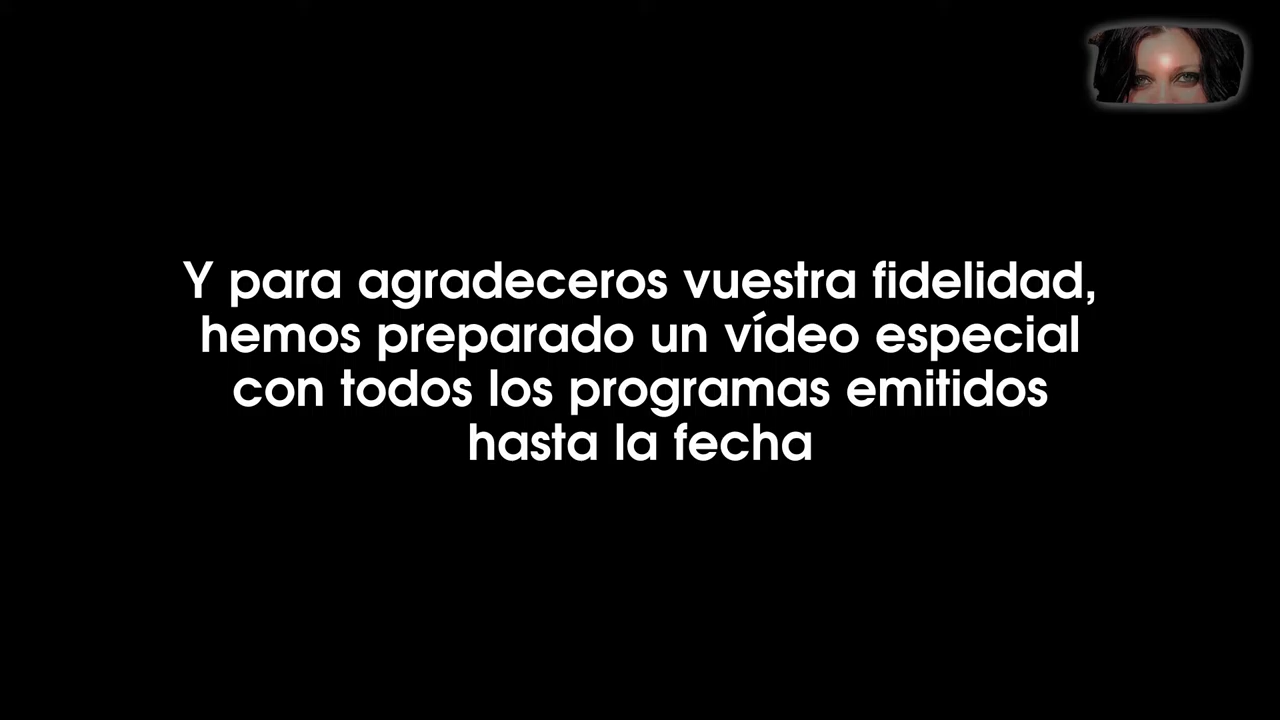 Y para agradeceros vuestra fidelidad,
hemos preparado un vídeo especial
con todos los programas emitidos
hasta la fecha